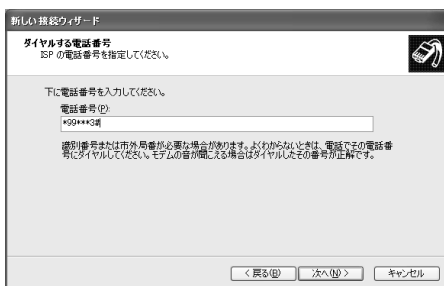 新しい接続ウィザード
ダイヤルする電話番号
ISP の電話番号を指定してください。
下に電話番号を入力してください。
電話番号(P):
*99***3#
識別番号または市外局番が必要な場合があります。よくわからないときは、電話でその電話番
号にダイヤルしてください。モデムの音が聞こえる場合はダイヤルしたその番号が正解です。
< 戻る(B)
次へ(N) >
キャンセル